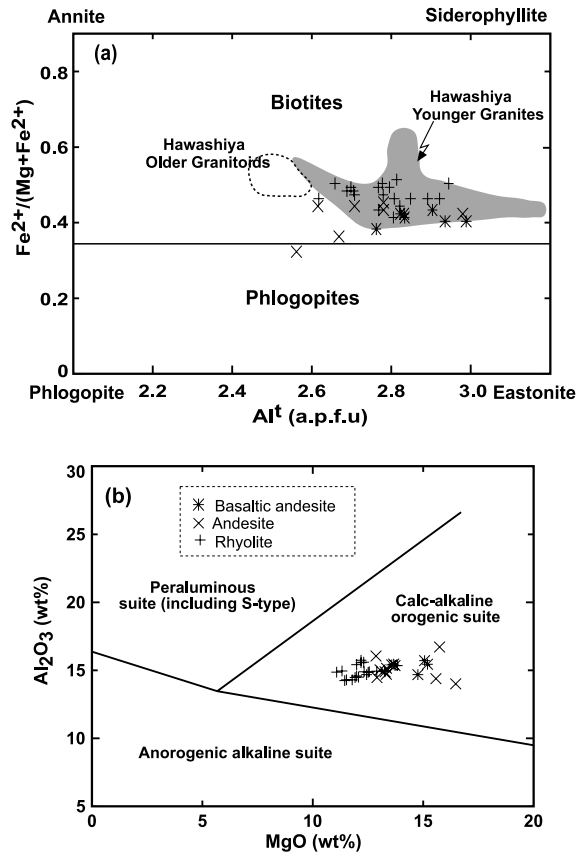 Annite
Siderophyllite
0.8
(a)
Biotites
Hawashiya
Younger Granites
Hawashiya
Older Granitoids
0.6
0.4
0.2
0
Fe2+/(Mg+Fe2+)
Phlogopites
Phlogopite
2.2
2.4
2.6
2.8
3.0
Eastonite
Alt (a.p.f.u)
30
(b)
Basaltic andesite
Andesite
Rhyolite
25
20
15
10
5
Al2O3 (wt%)
Peraluminous
suite (including S-type)
Calc-alkaline
orogenic suite
Anorogenic alkaline suite
0
5
10
15
20
MgO (wt%)